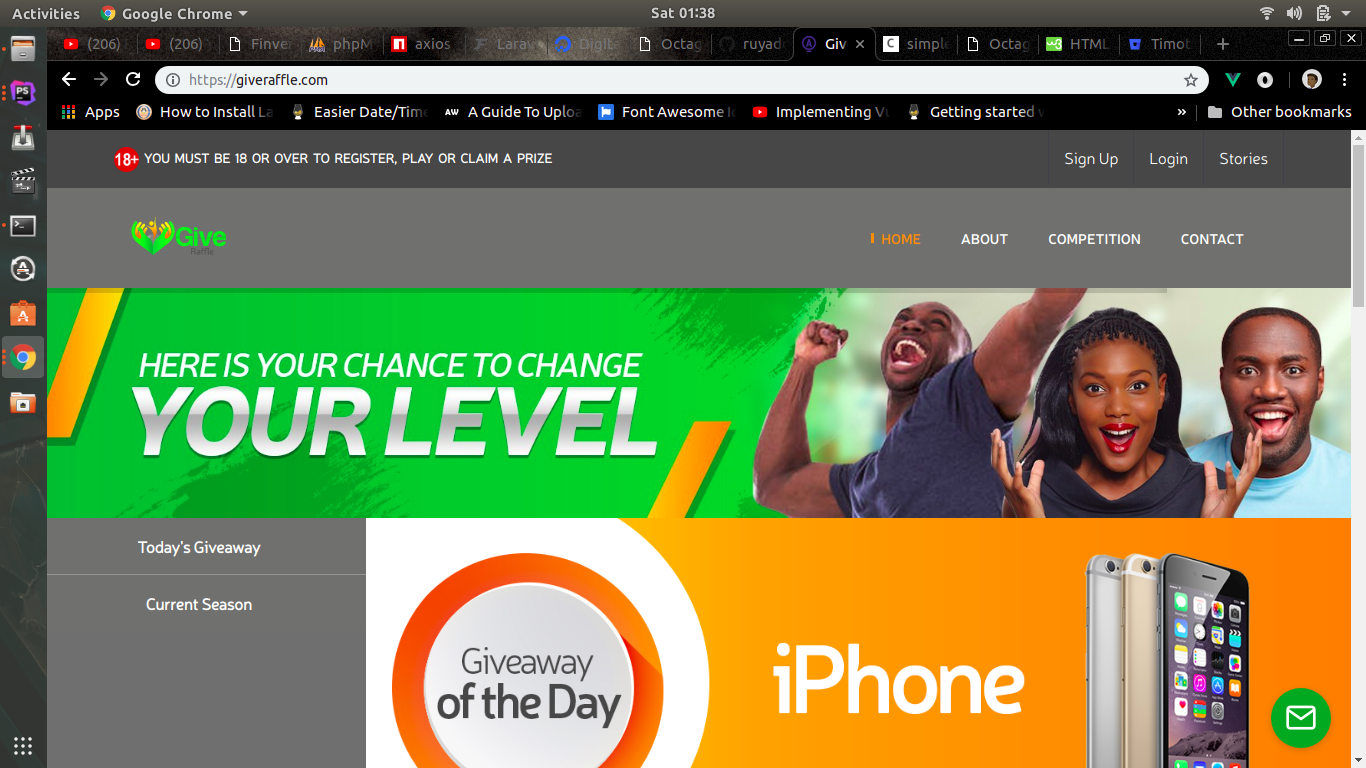 Activities Google Chrome Sat 01:38
(206) (206) Finver phpM axios Larav Digita Octag ruyad Giv simple Octag HTML Timot
https://giveraffle.com
Apps How to Install La Easier Date/Time AW A Guide To Uploa Font Awesome Ic Implementing Vu Getting started w » Other bookmarks
18+ YOU MUST BE 18 OR OVER TO REGISTER, PLAY OR CLAIM A PRIZE Sign Up Login Stories
Give
Raffle
HOME ABOUT COMPETITION CONTACT
HERE IS YOUR CHANCE TO CHANGE
YOUR LEVEL
Today's Giveaway
Current Season
Giveaway
of the Day
iPhone